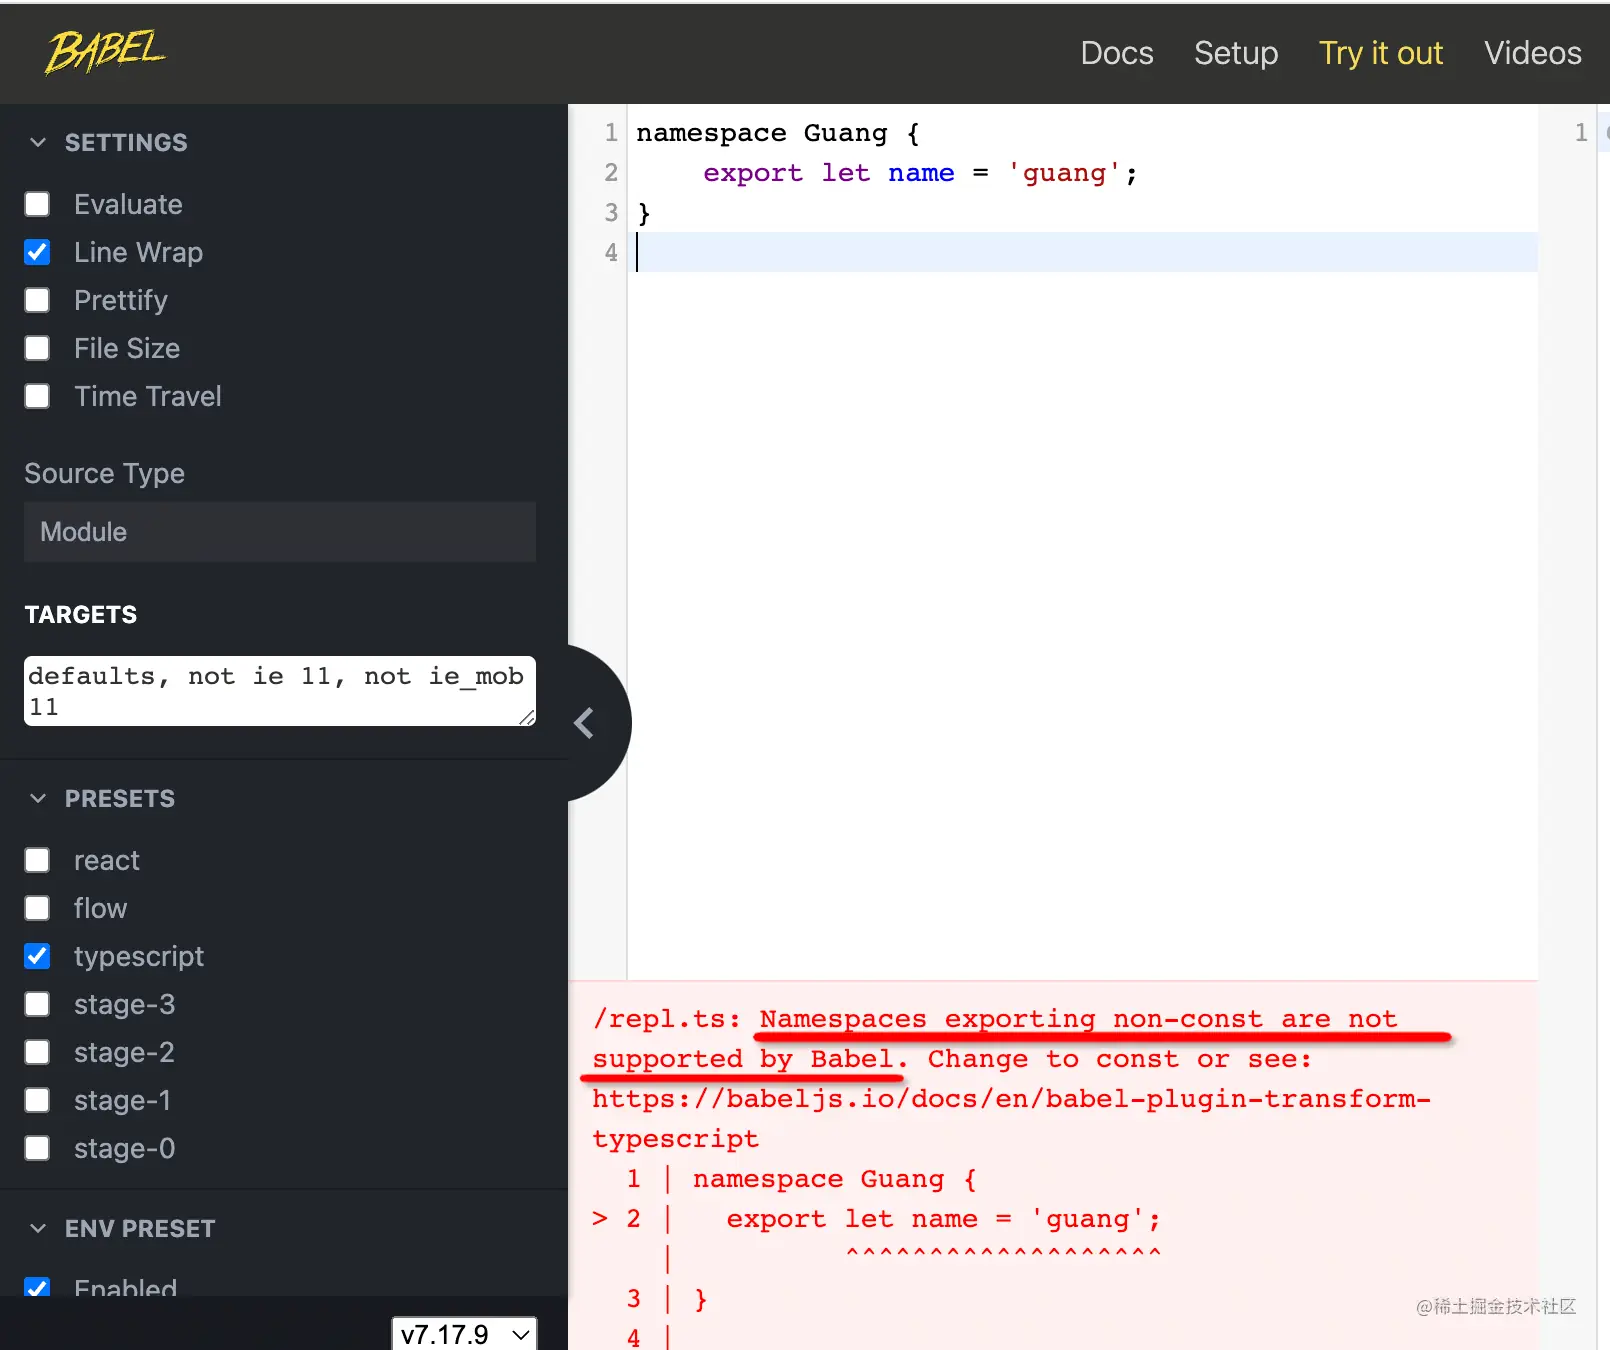 BABEL
Docs Setup Try it out Videos
SETTINGS
Evaluate
Line Wrap
Prettify
File Size
Time Travel
Source Type
Module
TARGETS
defaults, not ie 11, not ie_mob
11
PRESETS
react
flow
typescript
stage-3
stage-2
stage-1
stage-0
ENV PRESET
Enabled
v7.17.9
1 namespace Guang {
2 export let name = 'guang';
3 }
4
1
/repl.ts: Namespaces exporting non-const are not
supported by Babel. Change to const or see:
https://babeljs.io/docs/en/babel-plugin-transform-
typescript
1 | namespace Guang {
> 2 | export let name = 'guang';
| ^^^^^^^^^^^^^^^^^^^
3 | }
4 |
@稀土掘金技术社区